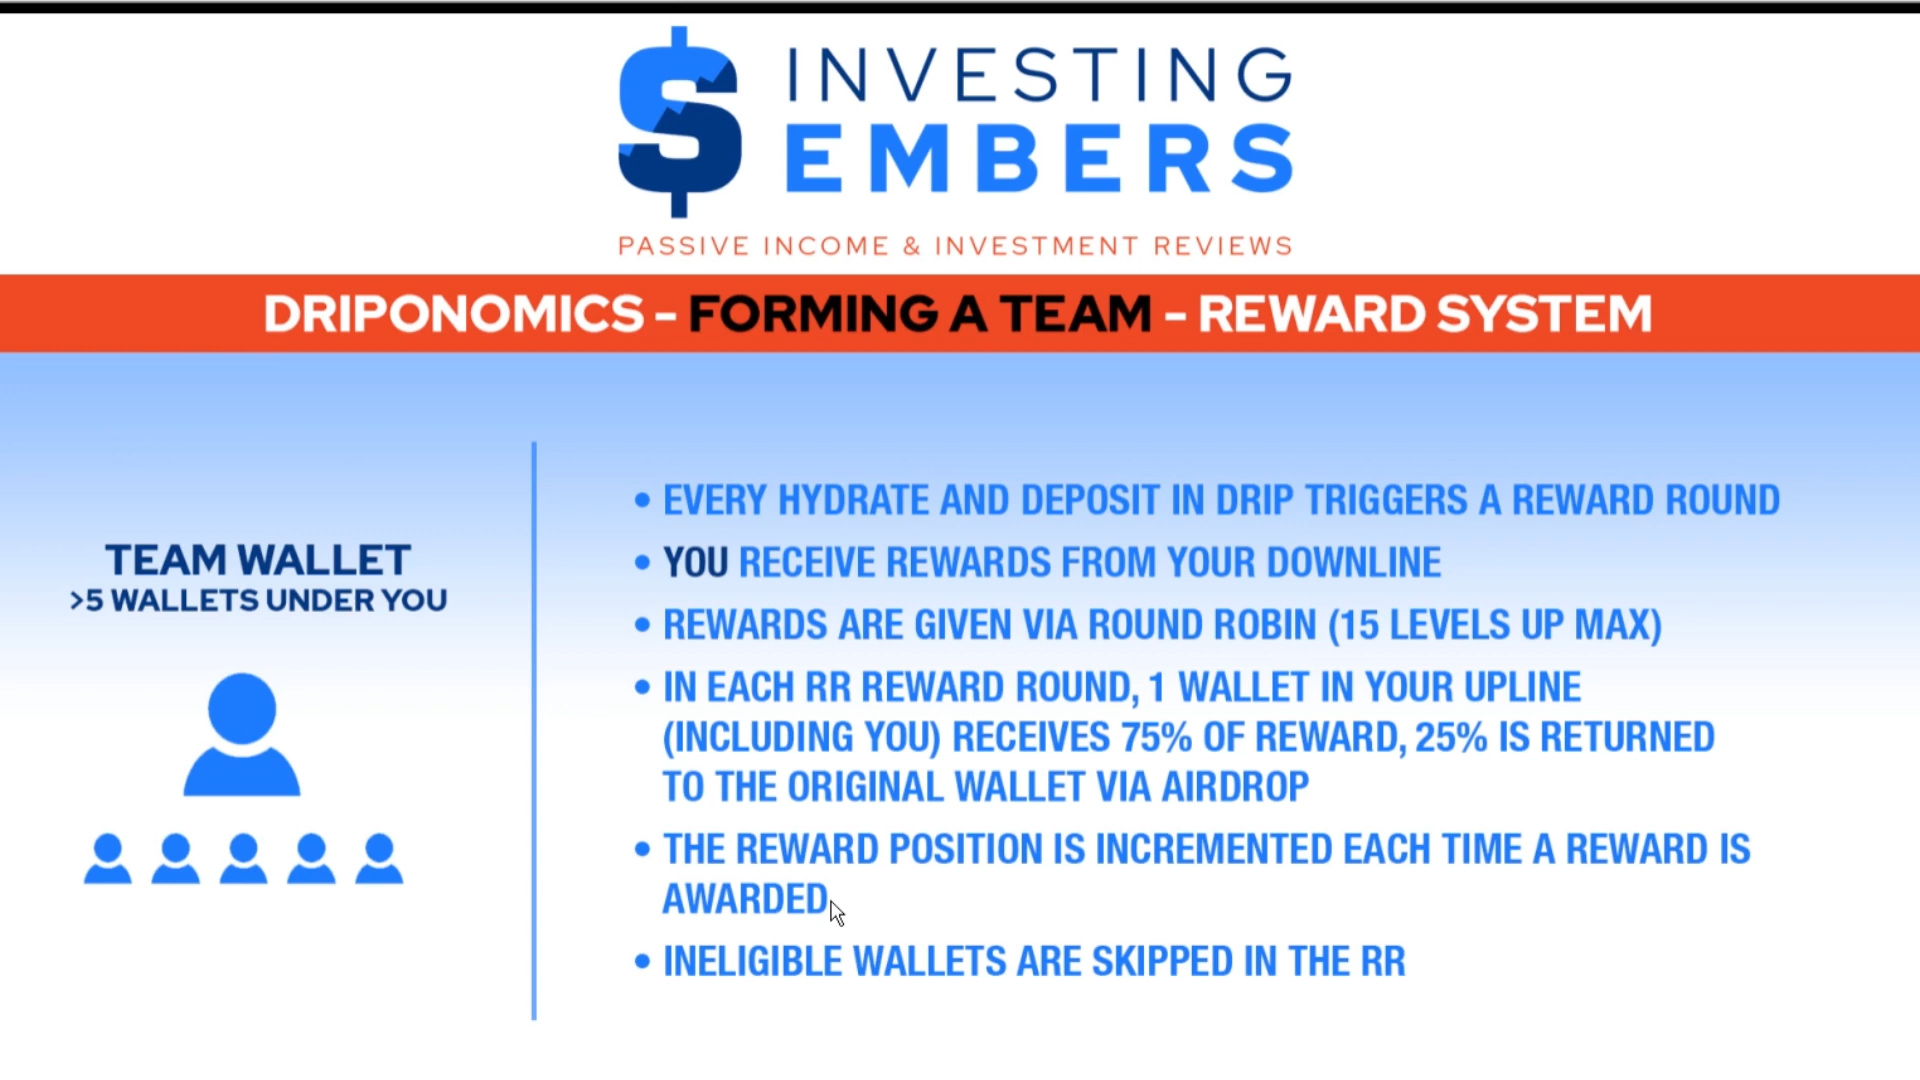 INVESTING
EMBERS
PASSIVE INCOME & INVESTMENT REVIEWS
DRIPONOMICS - FORMING A TEAM - REWARD SYSTEM
TEAM WALLET
>5 WALLETS UNDER YOU
• EVERY HYDRATE AND DEPOSIT IN DRIP TRIGGERS A REWARD ROUND
• YOU RECEIVE REWARDS FROM YOUR DOWNLINE
• REWARDS ARE GIVEN VIA ROUND ROBIN (15 LEVELS UP MAX)
• IN EACH RR REWARD ROUND, 1 WALLET IN YOUR UPLINE
(INCLUDING YOU) RECEIVES 75% OF REWARD, 25% IS RETURNED
TO THE ORIGINAL WALLET VIA AIRDROP
• THE REWARD POSITION IS INCREMENTED EACH TIME A REWARD IS
AWARDED
• INELIGIBLE WALLETS ARE SKIPPED IN THE RR